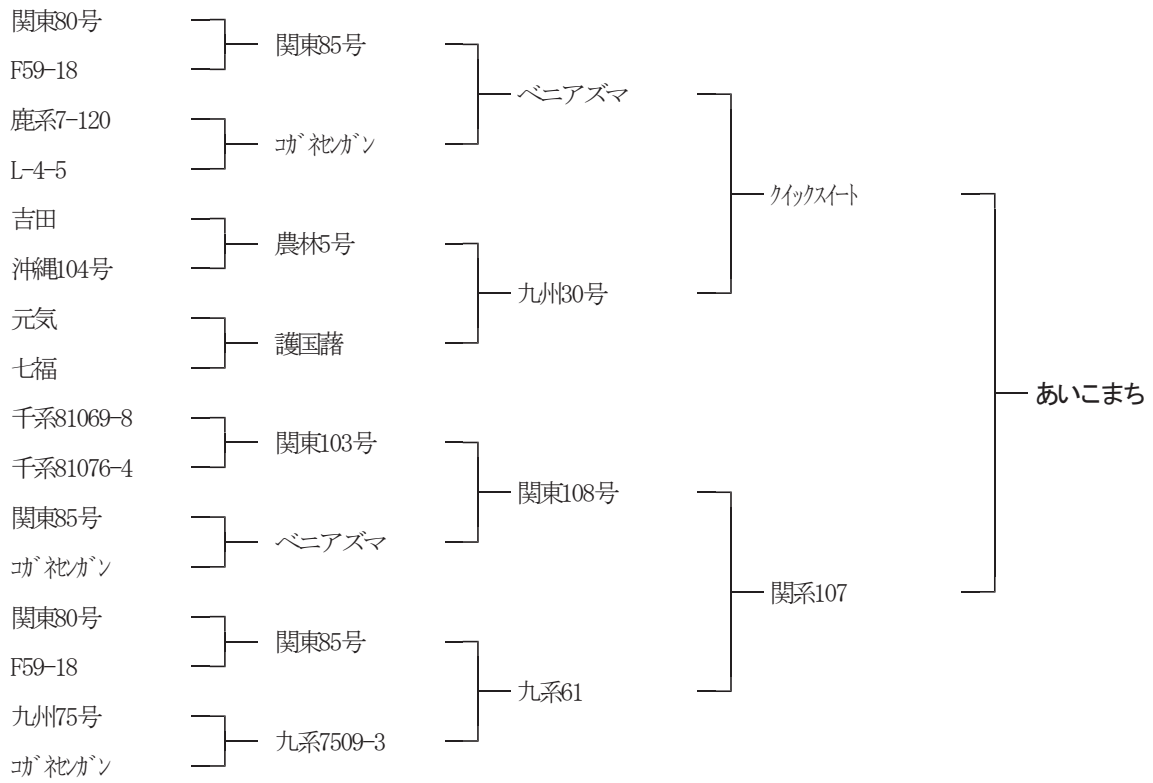 関東80号
F59-18
鹿系7-120
L-4-5
吉田
沖縄104号
元気
七福
千系81069-8
千系81076-4
関東85号
コガネセンガン
関東80号
F59-18
九州75号
コガネセンガン
関東85号
コガネセンガン
農林5号
護国藷
関東103号
ベニアズマ
関東85号
九系7509-3
ベニアズマ
九州30号
関東108号
九系61
クイックスイート
関系107
あいこまち